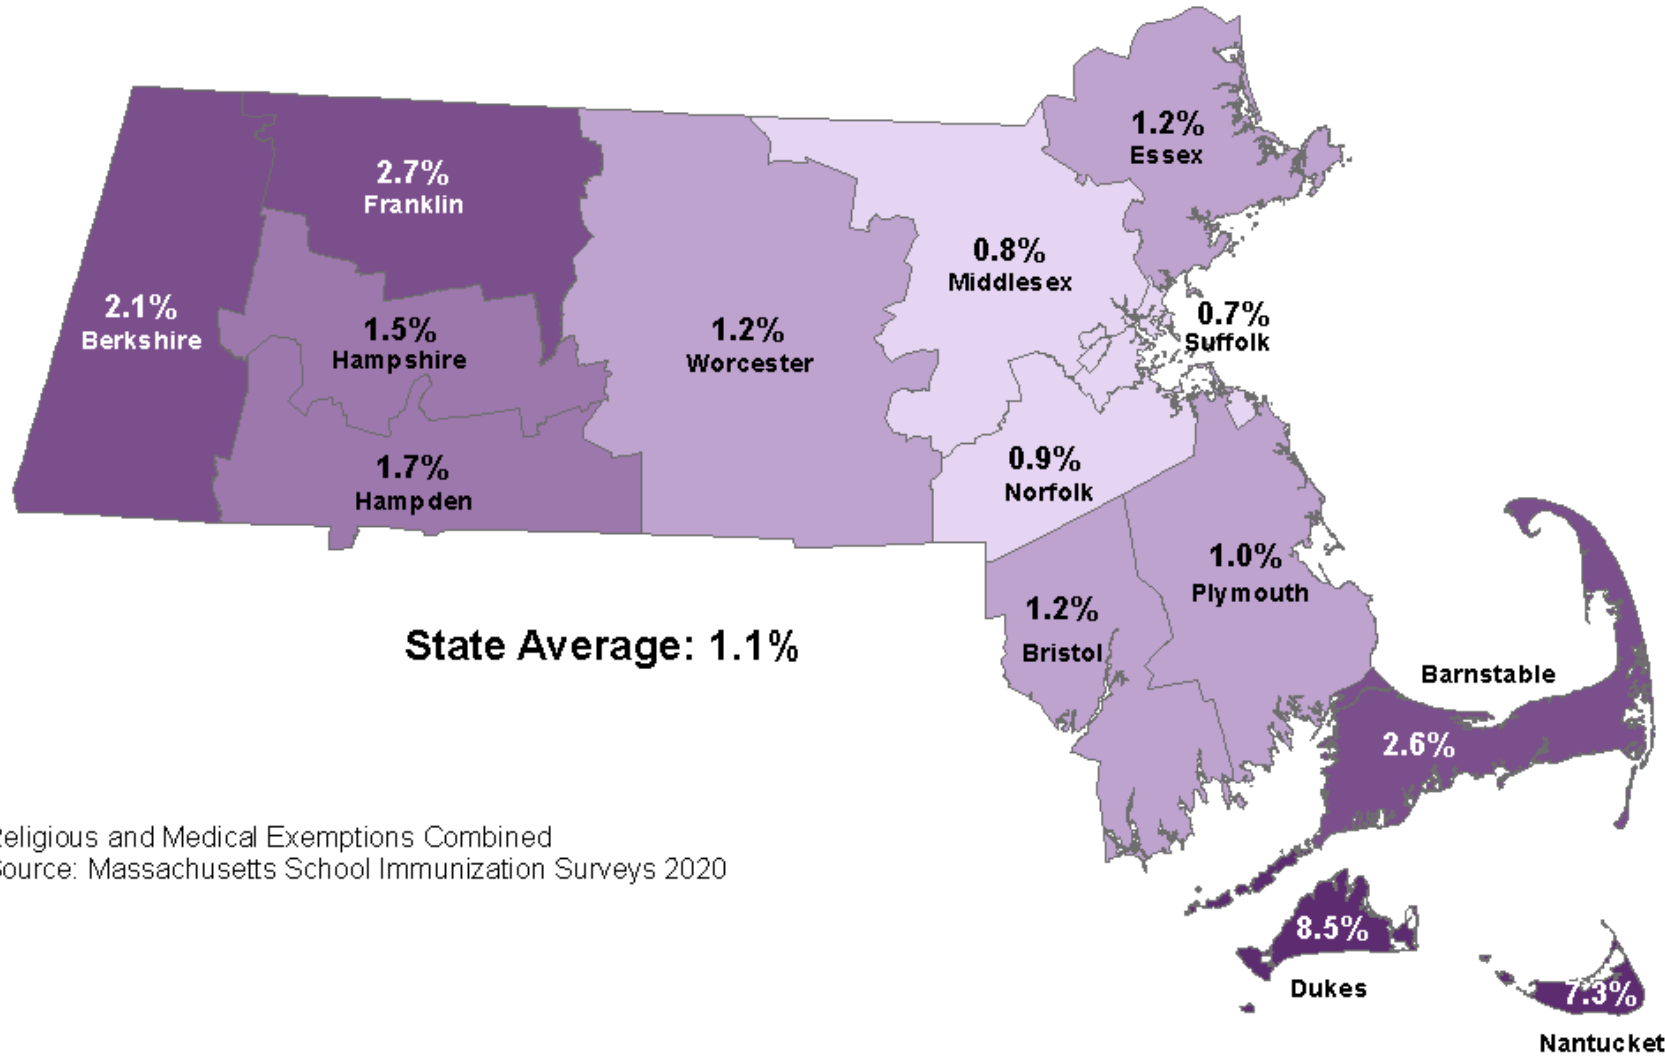 1.2%
Essex
2.7%
Franklin
0.8%
Middlesex
2.1%
Berkshire
1.5%
Hampshire
1.2%
Worcester
0.7%
Suffolk
1.7%
Hampden
0.9%
Norfolk
1.0%
Plymouth
1.2%
Bristol
State Average: 1.1%
Barnstable
2.6%
eligious and Medical Exemptions Combined
ource: Massachusetts School Immunization Surveys 2020
8.5%
Dukes
7.3%
Nantucket